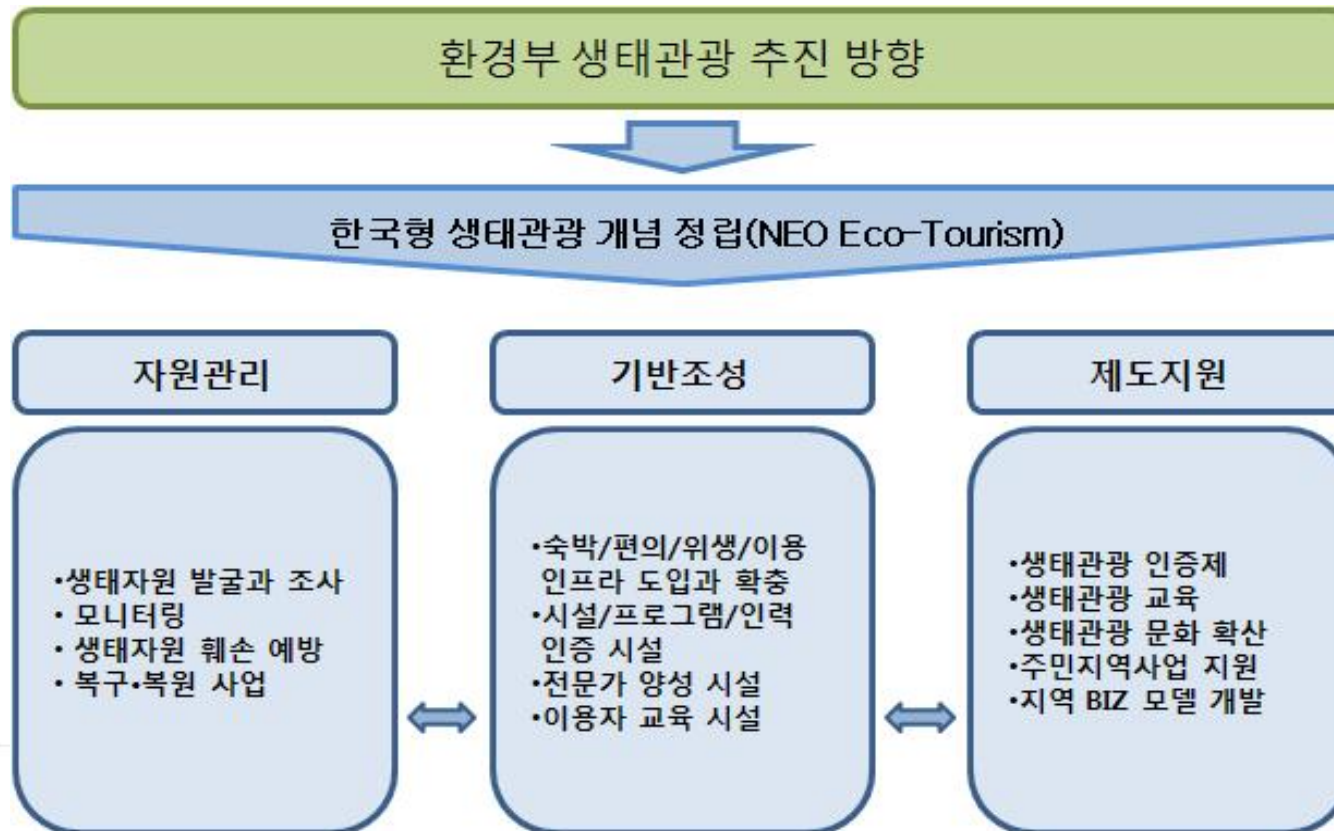 환경부 생태관광 추진 방향
한국형 생태관광 개념 정립(NEO Eco-Tourism)
자원관리
•생태자원 발굴과 조사
• 모니터링
• 생태자원 훼손 예방
• 복구•복원 사업
기반조성
•숙박/편의/위생/이용
인프라 도입과 확충
•시설/프로그램/인력
인증 시설
•전문가 양성 시설
•이용자 교육 시설
제도지원
•생태관광 인증제
•생태관광 교육
•생태관광 문화 확산
•주민지역사업 지원
•지역 BIZ 모델 개발